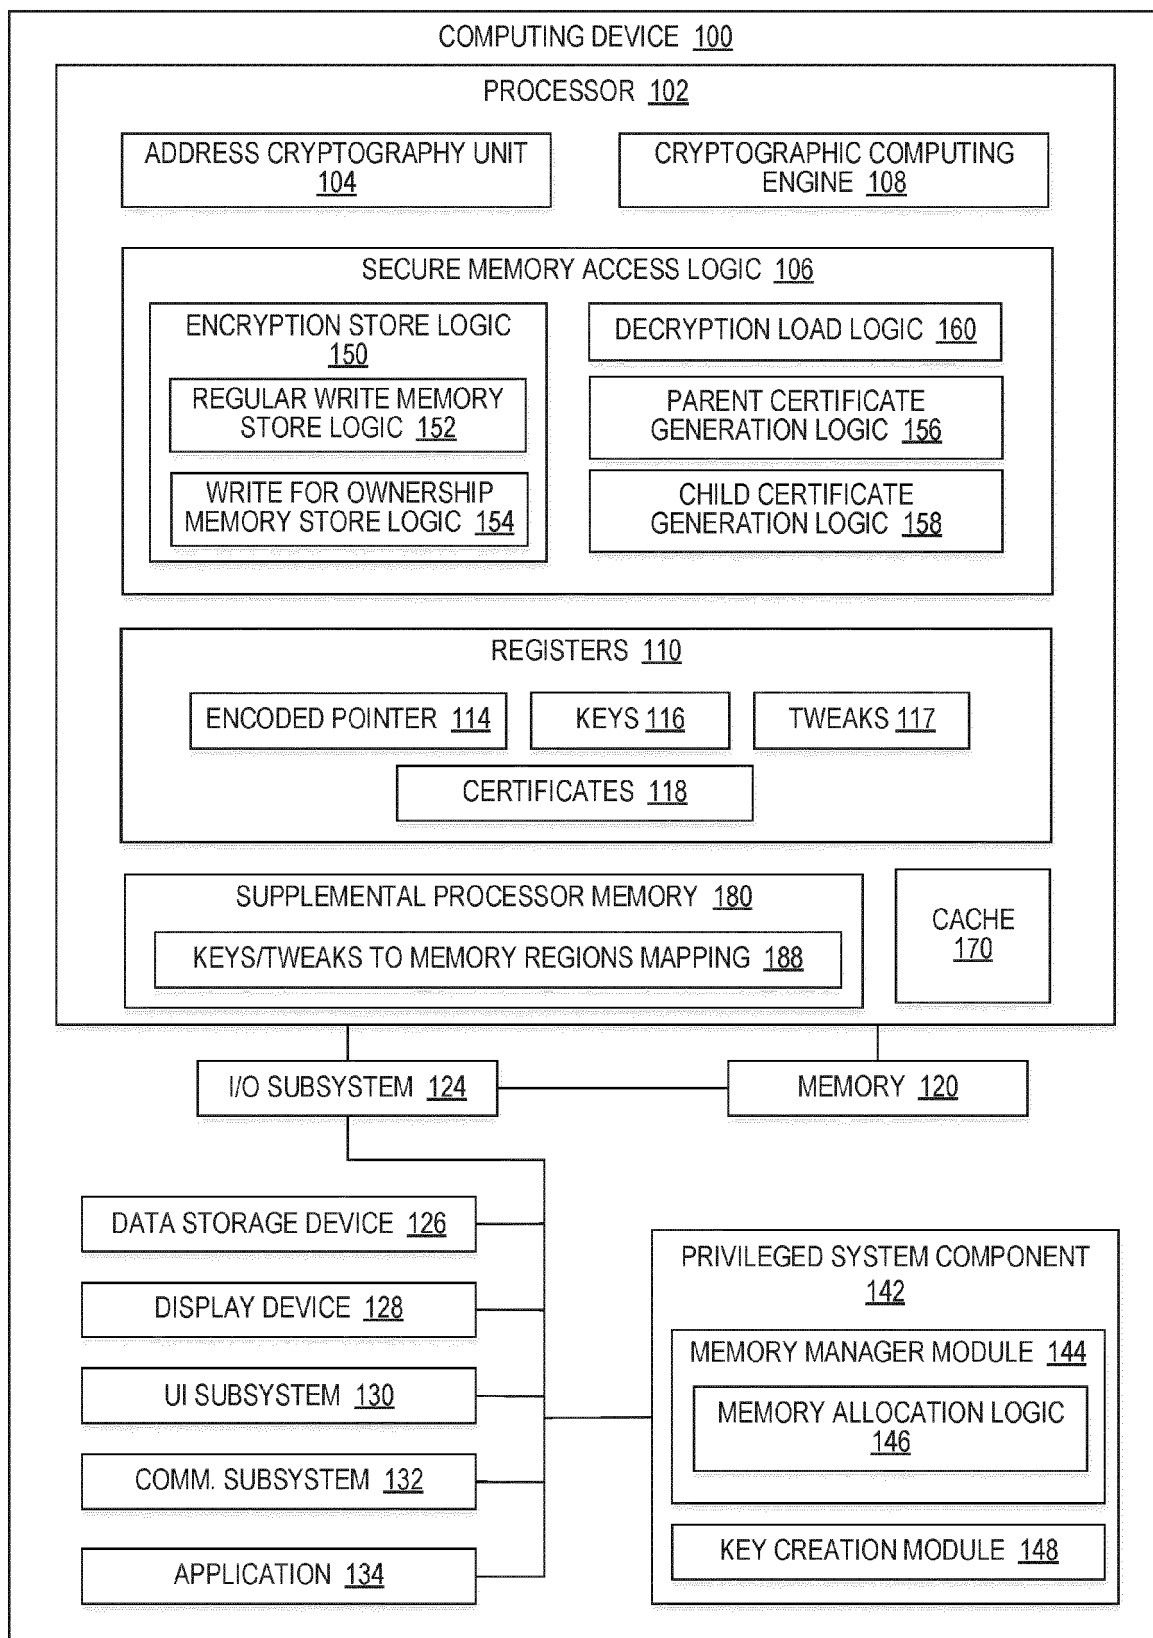 COMPUTING DEVICE 100
PROCESSOR 102
ADDRESS CRYPTOGRAPHY UNIT
104
CRYPTOGRAPHIC COMPUTING
ENGINE 108
SECURE MEMORY ACCESS LOGIC 106
ENCRYPTION STORE LOGIC
150
REGULAR WRITE MEMORY
STORE LOGIC 152
WRITE FOR OWNERSHIP
MEMORY STORE LOGIC 154
DECRYPTION LOAD LOGIC 160
PARENT CERTIFICATE
GENERATION LOGIC 156
CHILD CERTIFICATE
GENERATION LOGIC 158
REGISTERS 110
ENCODED POINTER 114
KEYS 116
TWEAKS 117
CERTIFICATES 118
SUPPLEMENTAL PROCESSOR MEMORY 180
KEYS/TWEAKS TO MEMORY REGIONS MAPPING 188
CACHE
170
I/O SUBSYSTEM 124
MEMORY 120
DATA STORAGE DEVICE 126
DISPLAY DEVICE 128
UI SUBSYSTEM 130
COMM. SUBSYSTEM 132
APPLICATION 134
PRIVILEGED SYSTEM COMPONENT
142
MEMORY MANAGER MODULE 144
MEMORY ALLOCATION LOGIC
146
KEY CREATION MODULE 148